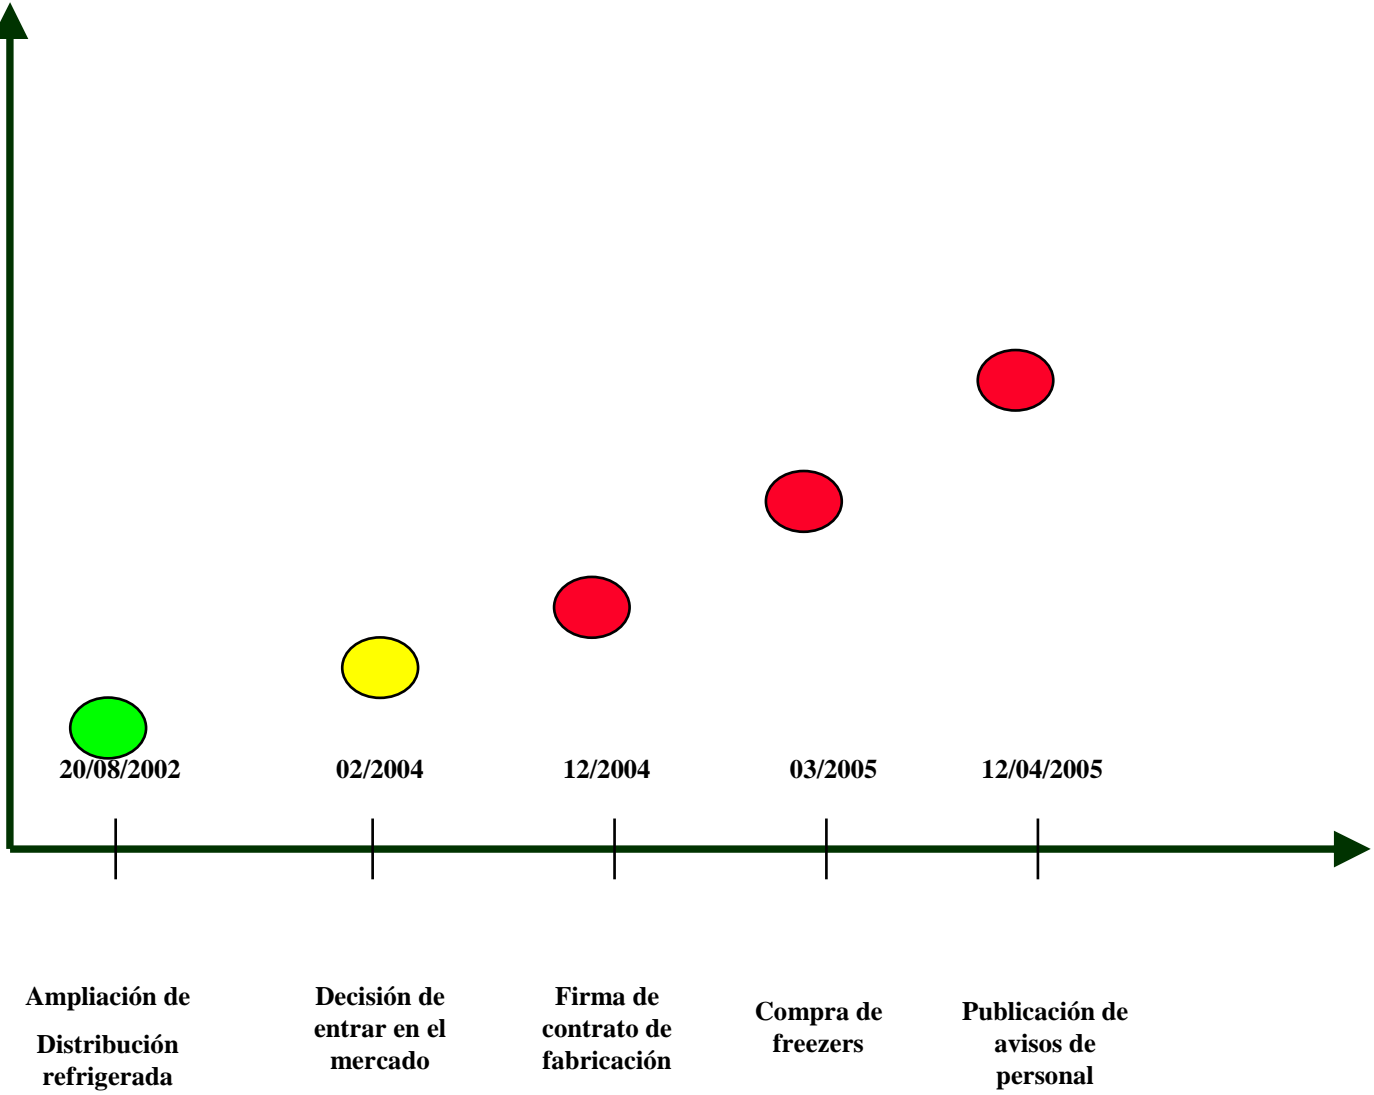 20/08/2002
02/2004
12/2004
03/2005
12/04/2005
Ampliación de
Distribución
refrigerada
Decisión de
entrar en el
mercado
Firma de
contrato de
fabricación
Compra de
freezers
Publicación de
avisos de
personal